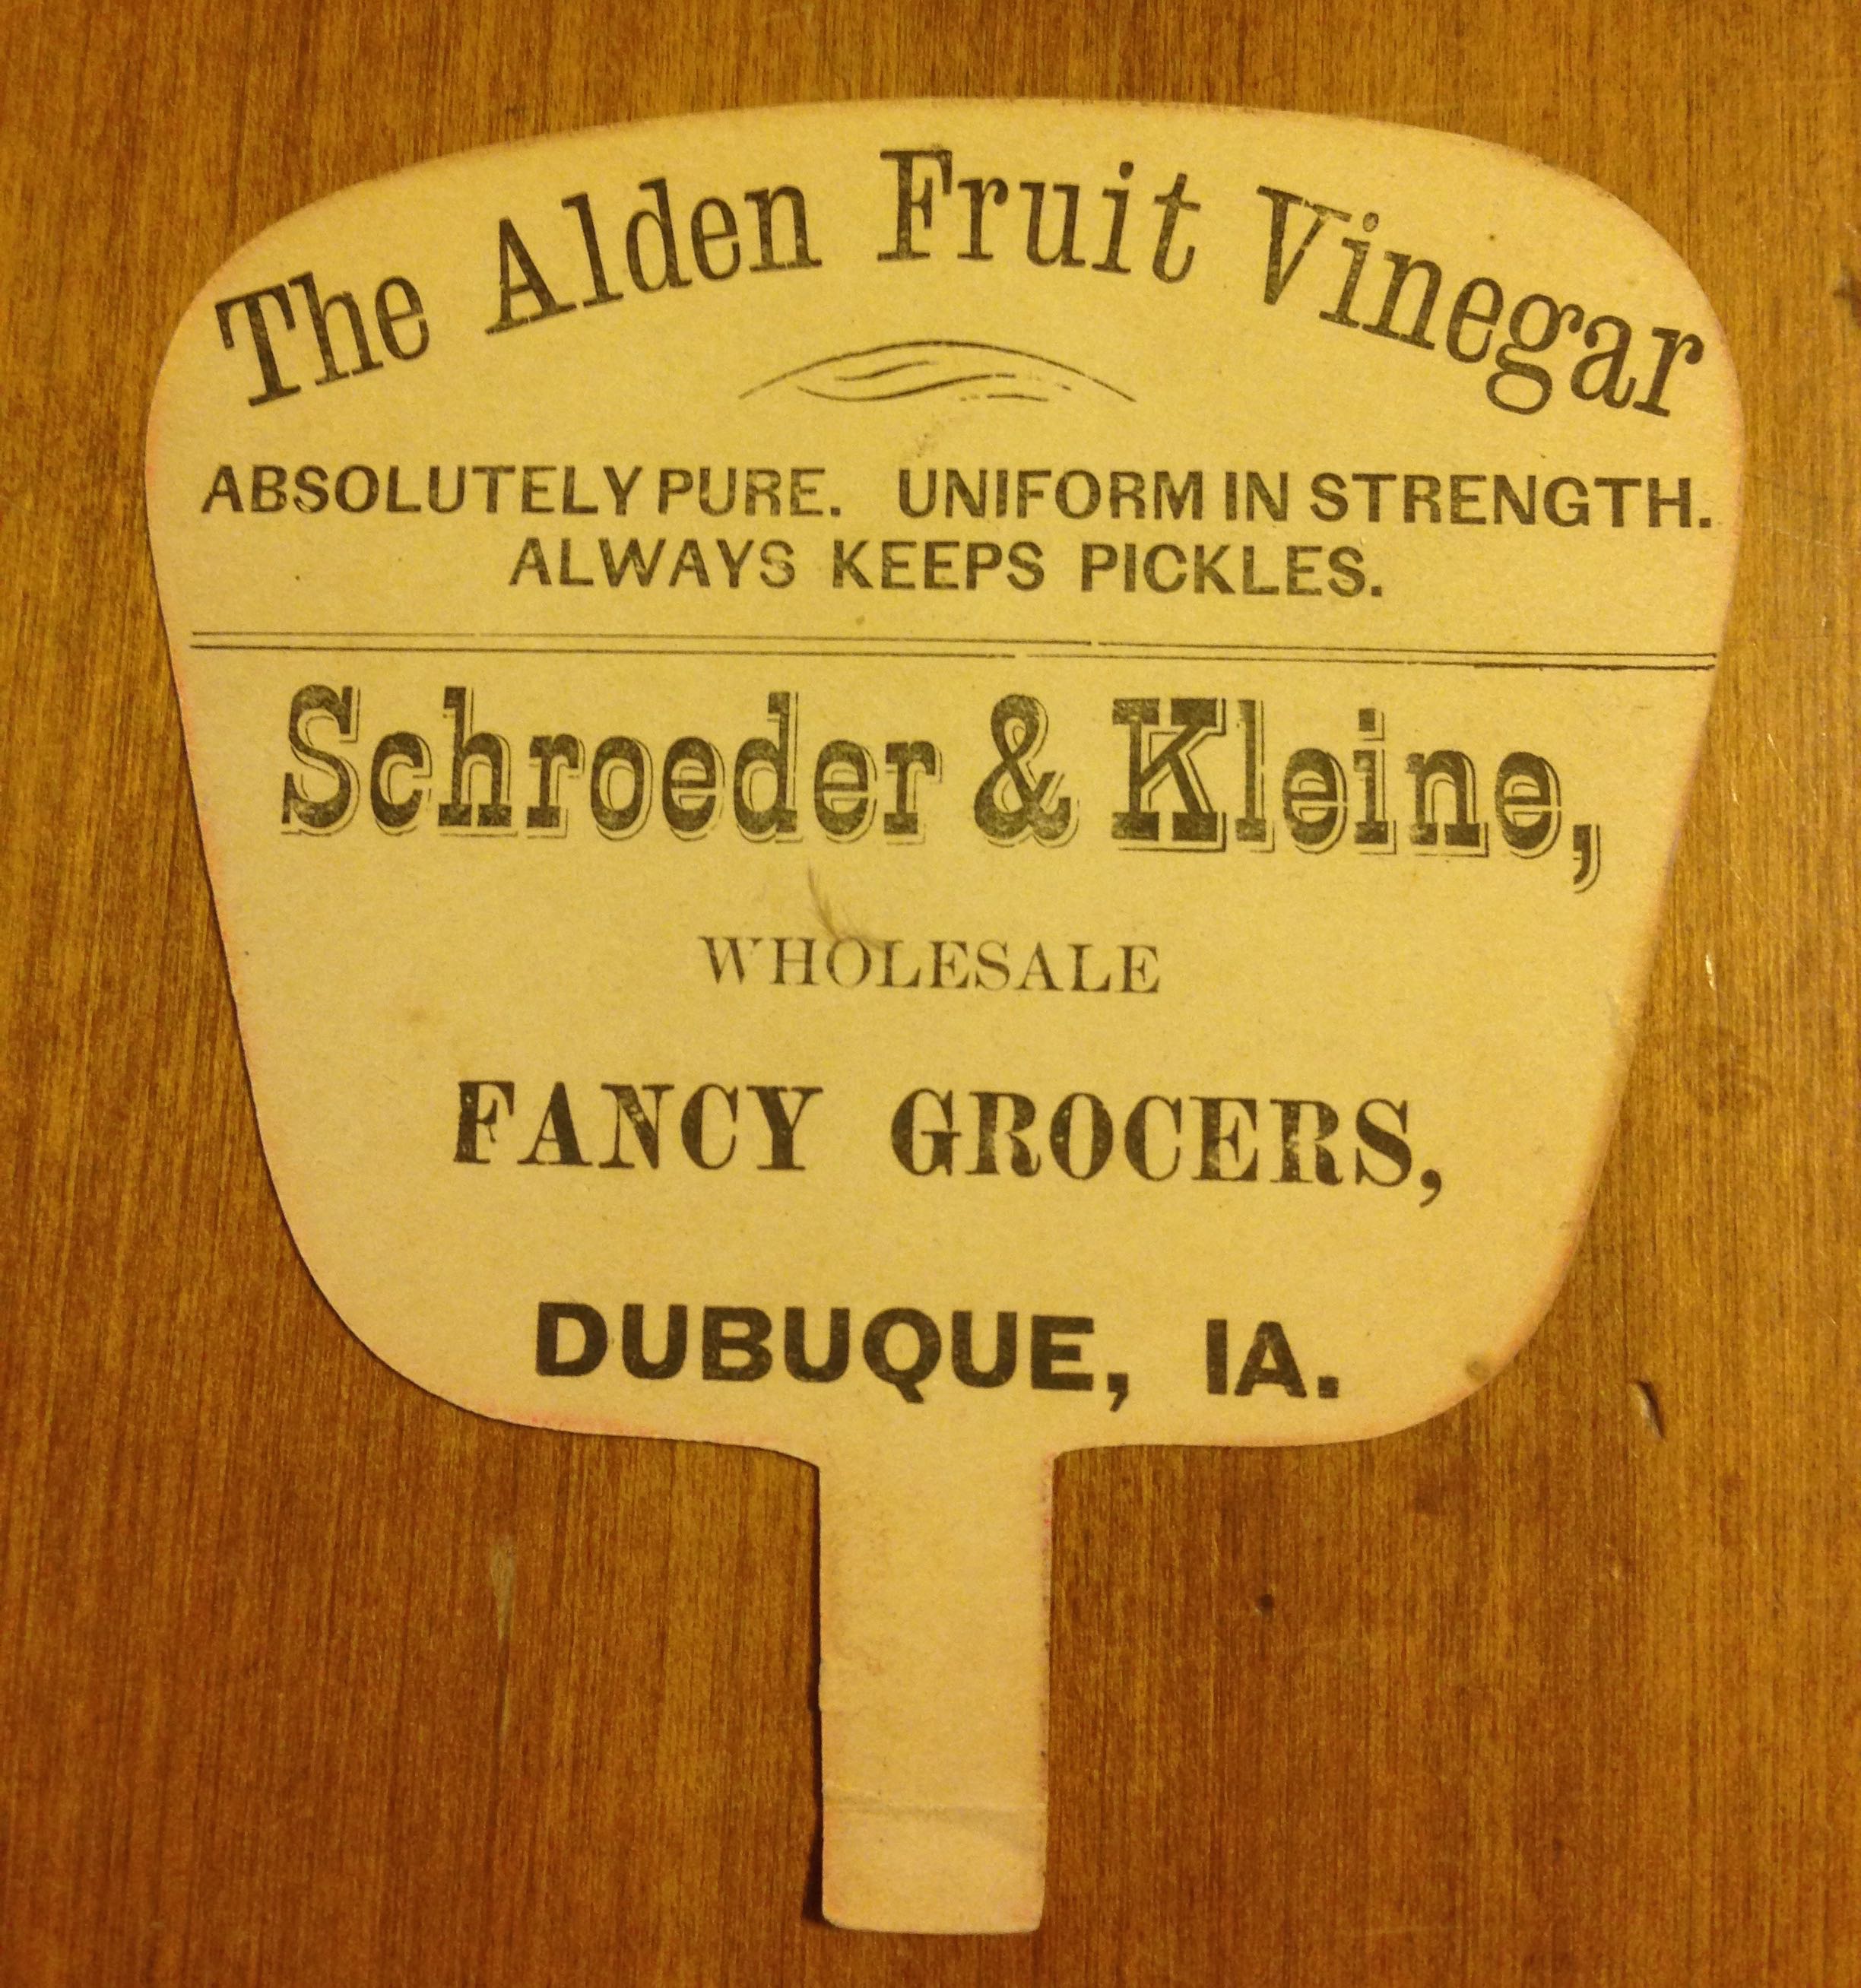 The Alden Fruit Vinegar
ABSOLUTELY PURE. UNIFORM IN STRENGTH.
ALWAYS KEEPS PICKLES.
Schroeder & Kleine,
WHOLESALE
FANCY GROCERS,
DUBUQUE, IA.